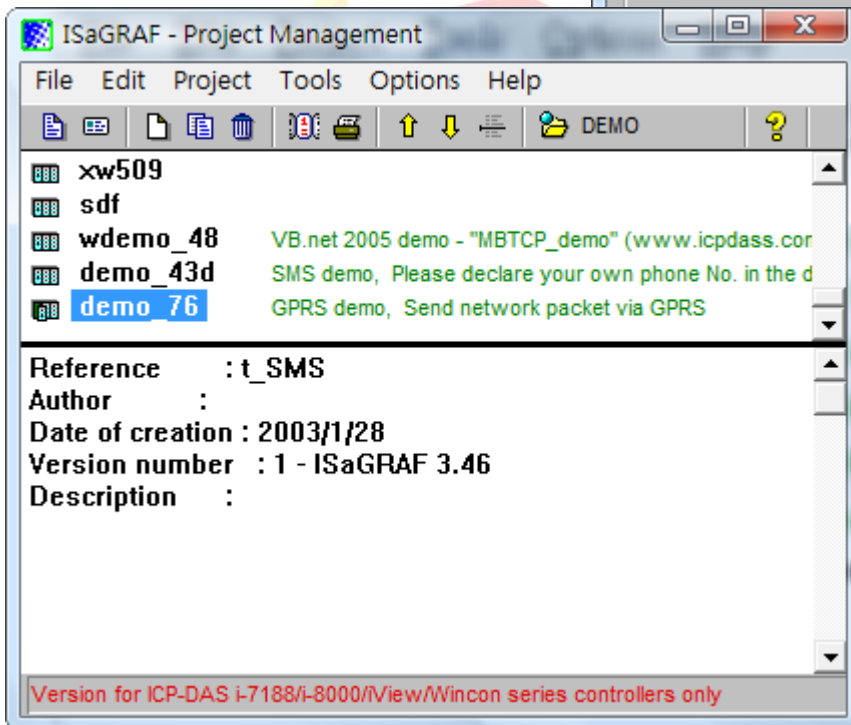 ISaGRAF - Project Management
File Edit Project Tools Options Help
DEMO
xw509
sdf
wdemo_48 VB.net 2005 demo - "MBTCP_demo" (www.icpdass.cor
demo_43d SMS demo, Please declare your own phone No. in the d
demo_76 GPRS demo, Send network packet via GPRS
Reference : t_SMS
Author :
Date of creation : 2003/1/28
Version number : 1 - ISaGRAF 3.46
Description :
Version for ICP-DAS i-7188/i-8000/iView/Wincon series controllers only